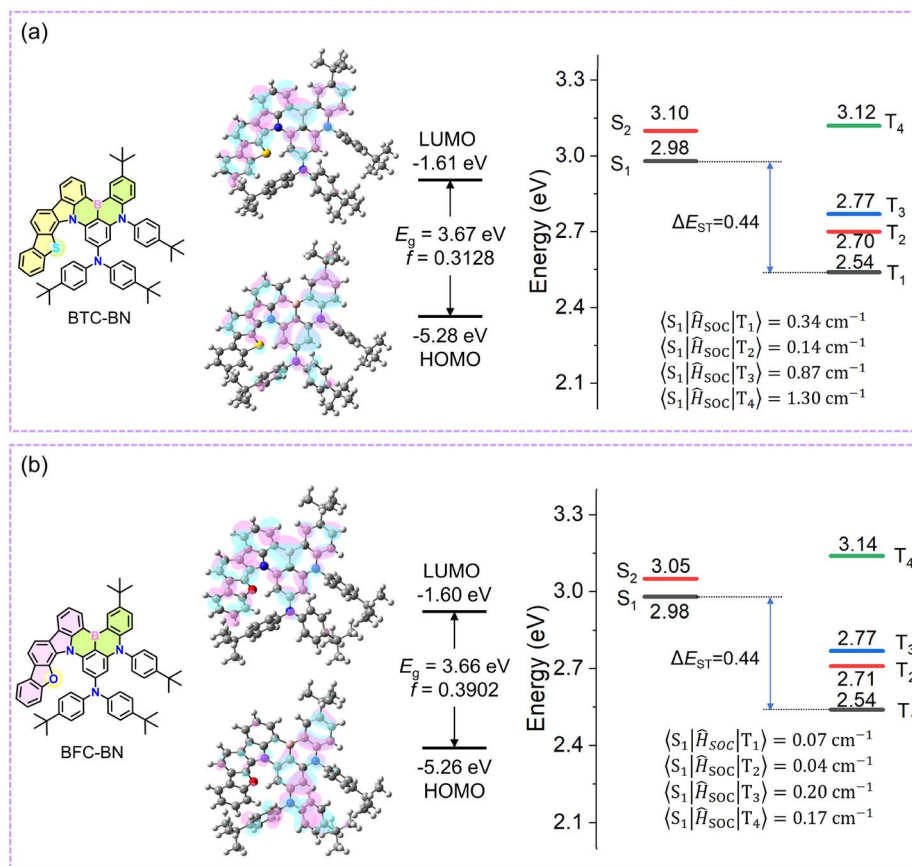 (a)
BTC-BN
B
N
S
N
N
LUMO
-1.61 eV
E_g = 3.67 eV
f = 0.3128
-5.28 eV
HOMO
Energy (eV)
3.3
3.0
2.7
2.4
2.1
S₂
3.10
2.98
S₁
ΔE_ST=0.44
3.12
T₄
2.77
T₃
2.70
T₂
2.54
T₁
⟨S₁|Ĥ_SOC|T₁⟩ = 0.34 cm⁻¹
⟨S₁|Ĥ_SOC|T₂⟩ = 0.14 cm⁻¹
⟨S₁|Ĥ_SOC|T₃⟩ = 0.87 cm⁻¹
⟨S₁|Ĥ_SOC|T₄⟩ = 1.30 cm⁻¹
(b)
BFC-BN
B
N
O
N
N
LUMO
-1.60 eV
E_g = 3.66 eV
f = 0.3902
-5.26 eV
HOMO
Energy (eV)
3.3
3.0
2.7
2.4
2.1
S₂
3.05
S₁
2.98
ΔE_ST=0.44
3.14
T₄
2.77
T₃
2.71
T₂
2.54
⟨S₁|Ĥ_SOC|T₁⟩ = 0.07 cm⁻¹
⟨S₁|Ĥ_SOC|T₂⟩ = 0.04 cm⁻¹
⟨S₁|Ĥ_SOC|T₃⟩ = 0.20 cm⁻¹
⟨S₁|Ĥ_SOC|T₄⟩ = 0.17 cm⁻¹